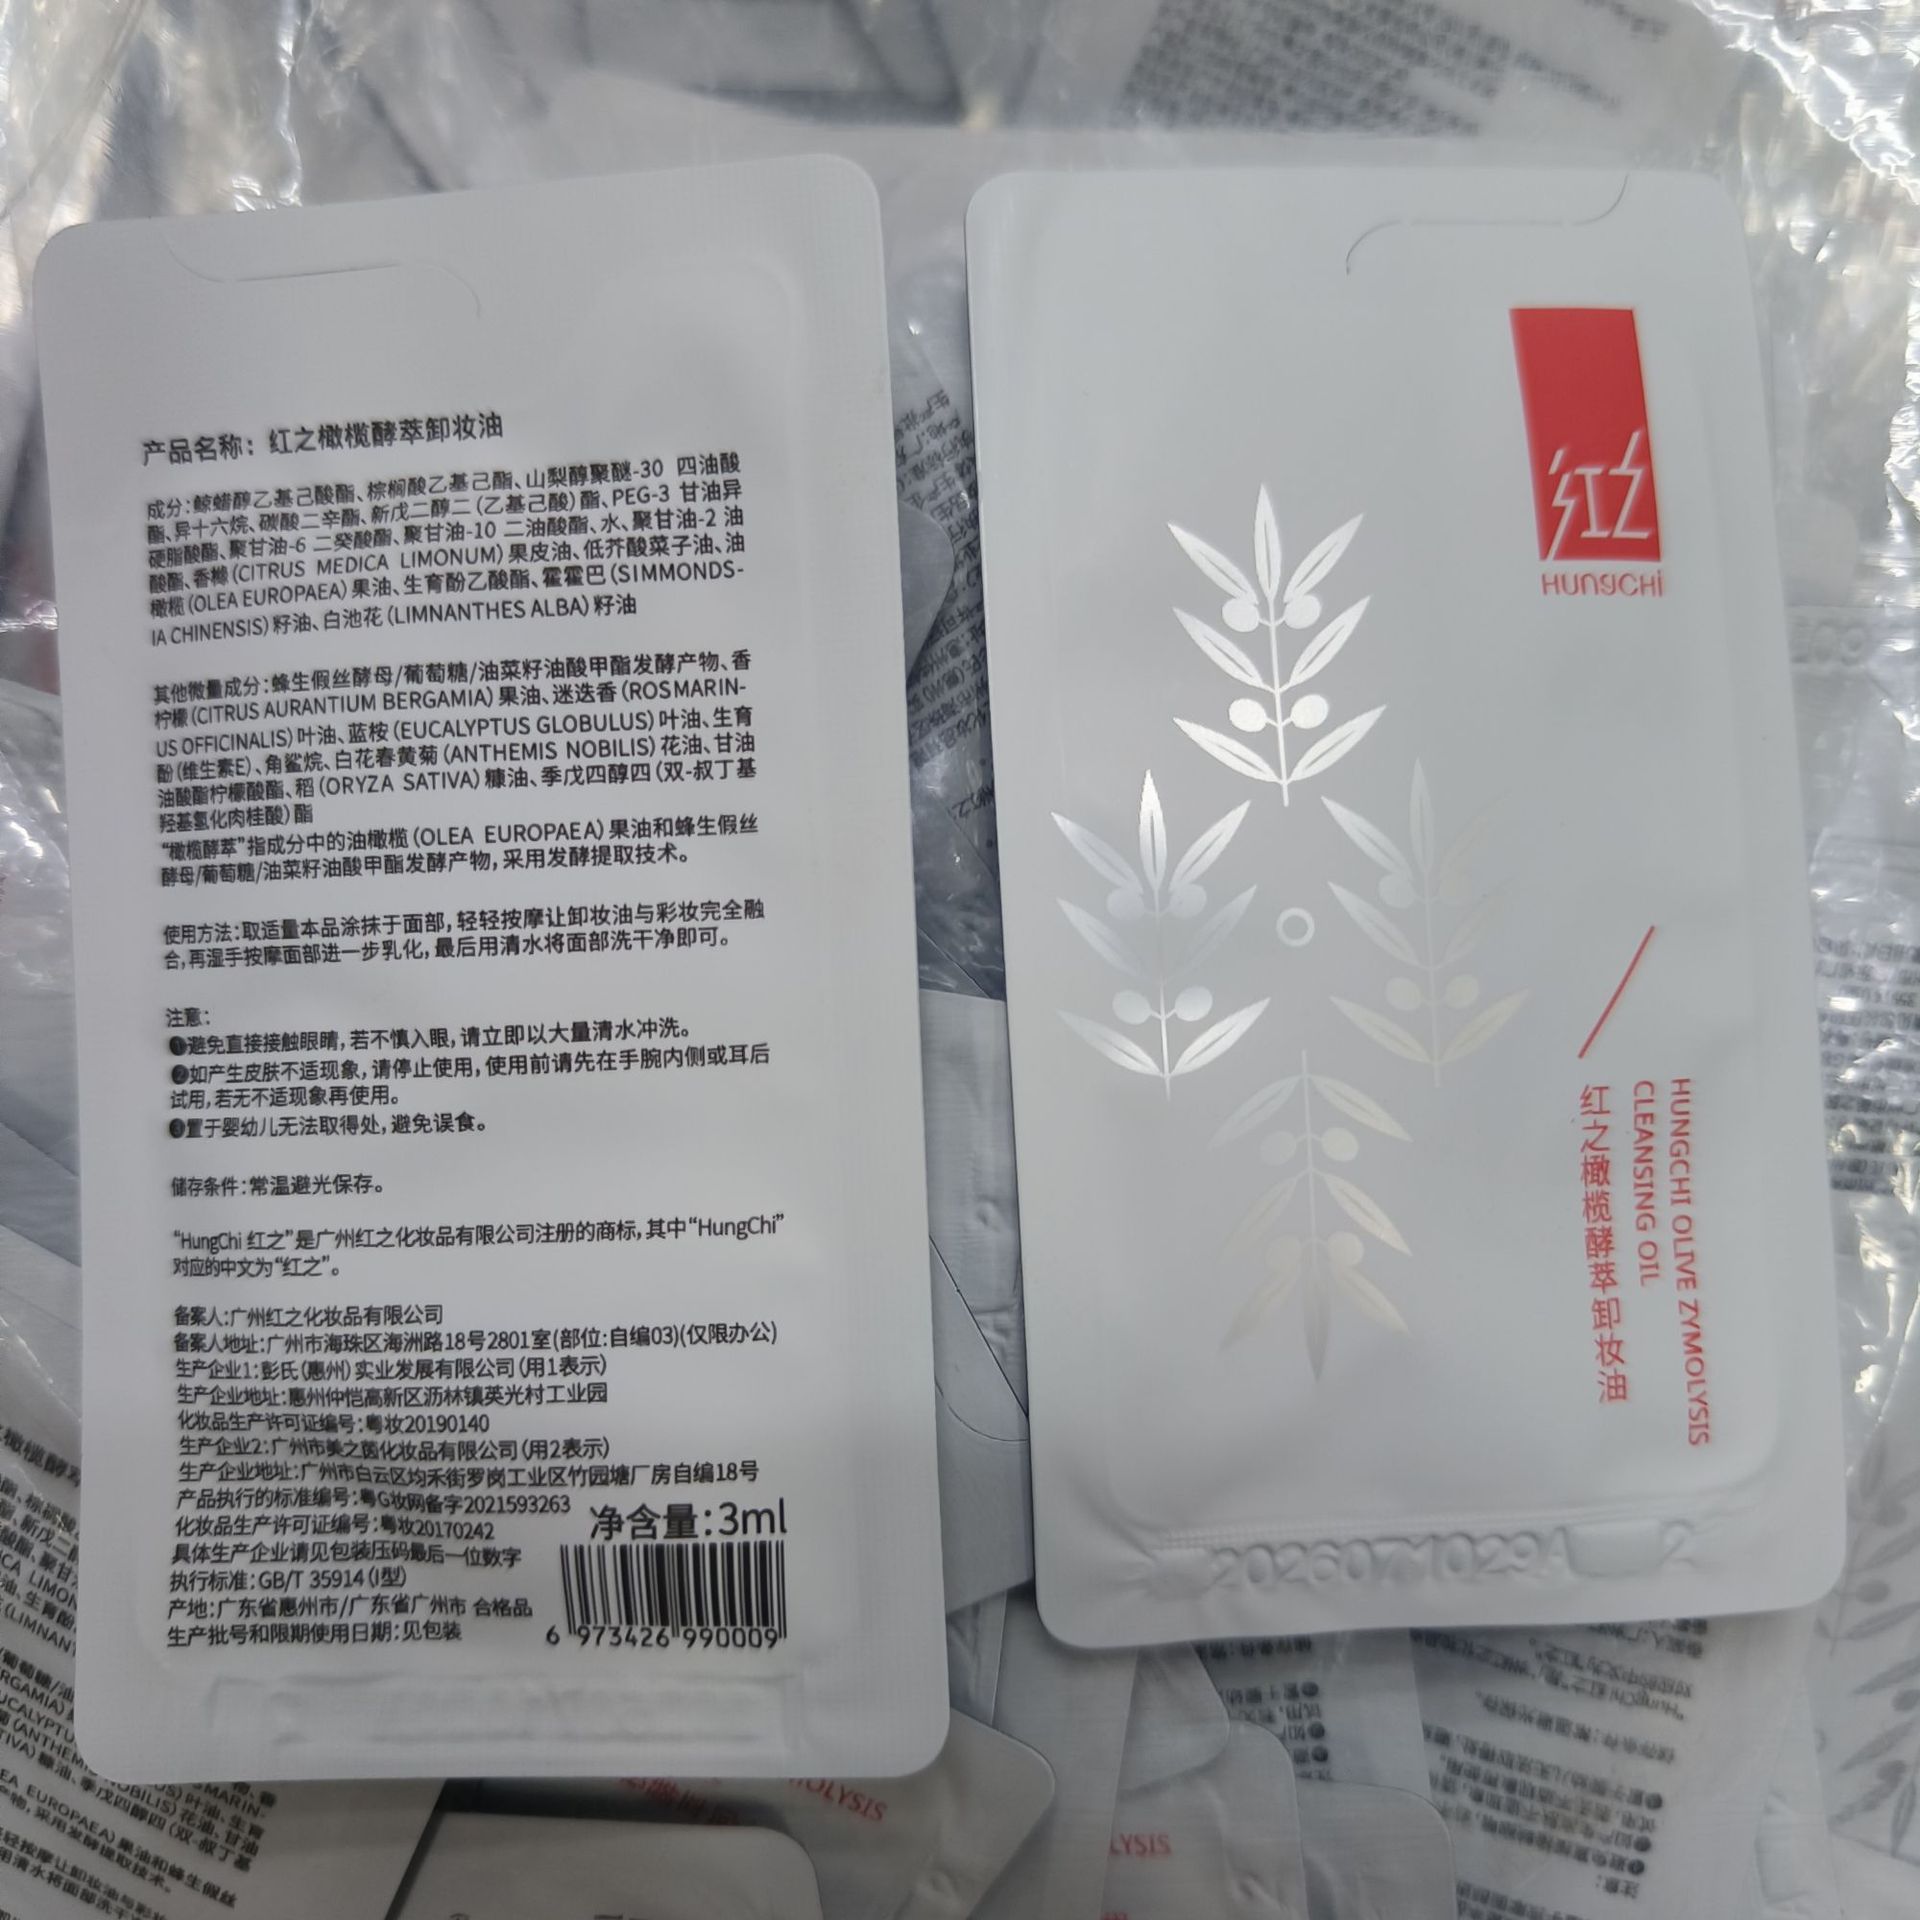 产品名称：红之橄榄酵萃卸妆油
成分：鲸蜡醇乙基己酸酯、棕榈酸乙基己酯、山梨醇聚醚-30 四油酸
酯、异十六烷、碳酸二辛酯、新戊二醇二（乙基己酸）酯、PEG-3 甘油异
硬脂酸酯、聚甘油-6 二癸酸酯、聚甘油-10 二油酸酯、水、聚甘油-2 油
酸酯、香橼（CITRUS MEDICA LIMONUM）果皮油、低芥酸菜子油、油
橄榄（OLEA EUROPAEA）果油、生育酚乙酸酯、霍霍巴（SIMMONDS-
IA CHINENSIS）籽油、白池花（LIMNANTHES ALBA）籽油
其他微量成分：蜂生假丝酵母/葡萄糖/油菜籽油酸甲酯发酵产物、香
柠檬（CITRUS AURANTIUM BERGAMIA）果油、迷迭香（ROSMARIN-
US OFFICINALIS）叶油、蓝桉（EUCALYPTUS GLOBULUS）叶油、生育
酚（维生素E）、角鲨烷、白花春黄菊（ANTHEMIS NOBILIS）花油、甘油
油酸酯柠檬酸酯、稻（ORYZA SATIVA）糠油、季戊四醇四（双-叔丁基
羟基氢化肉桂酸）酯
“橄榄酵萃”指成分中的油橄榄（OLEA EUROPAEA）果油和蜂生假丝
酵母/葡萄糖/油菜籽油酸甲酯发酵产物，采用发酵提取技术。
使用方法：取适量本品涂抹于面部，轻轻按摩让卸妆油与彩妆完全融
合，再湿手按摩面部进一步乳化，最后用清水将面部洗干净即可。
注意：
❶避免直接接触眼睛，若不慎入眼，请立即以大量清水冲洗。
❷如产生皮肤不适现象，请停止使用，使用前请先在手腕内侧或耳后
试用，若无不适现象再使用。
❸置于婴幼儿无法取得处，避免误食。
储存条件：常温避光保存。
“HungChi 红之”是广州红之化妆品有限公司注册的商标，其中“HungChi”
对应的中文为“红之”。
备案人：广州红之化妆品有限公司
备案人地址：广州市海珠区海洲路18号2801室(部位：自编03)(仅限办公)
生产企业1：彭氏（惠州）实业发展有限公司（用1表示）
生产企业地址：惠州仲恺高新区沥林镇英光村工业园
化妆品生产许可证编号：粤妆20190140
生产企业2：广州市美之茵化妆品有限公司（用2表示）
生产企业地址：广州市白云区均禾街罗岗工业区竹园塘厂房自编18号
产品执行的标准编号：粤G妆网备字2021593263
化妆品生产许可证编号：粤妆20170242
具体生产企业请见包装压码最后一位数字
执行标准：GB/T 35914（I型）
产地：广东省惠州市/广东省广州市 合格品
生产批号和限期使用日期：见包装
净含量：3ml
6 973426 990009
红之
HUNGCHI
HUNGCHI OLIVE ZYMOLYSIS
CLEANSING OIL
红之橄榄酵萃卸妆油
20260711029A 2